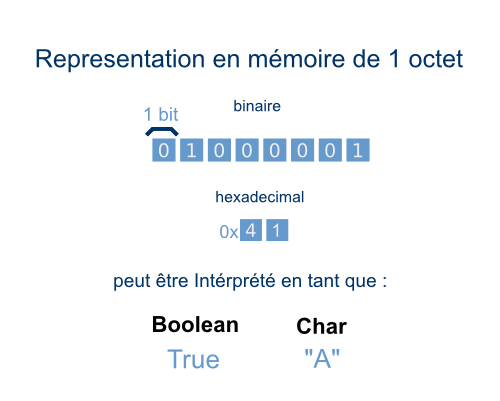 Representation en mémoire de 1 octet
binaire
1 bit
0 1 0 0 0 0 0 1
hexadecimal
0x 4 1
peut être Intérprété en tant que :
Boolean Char
True "A"